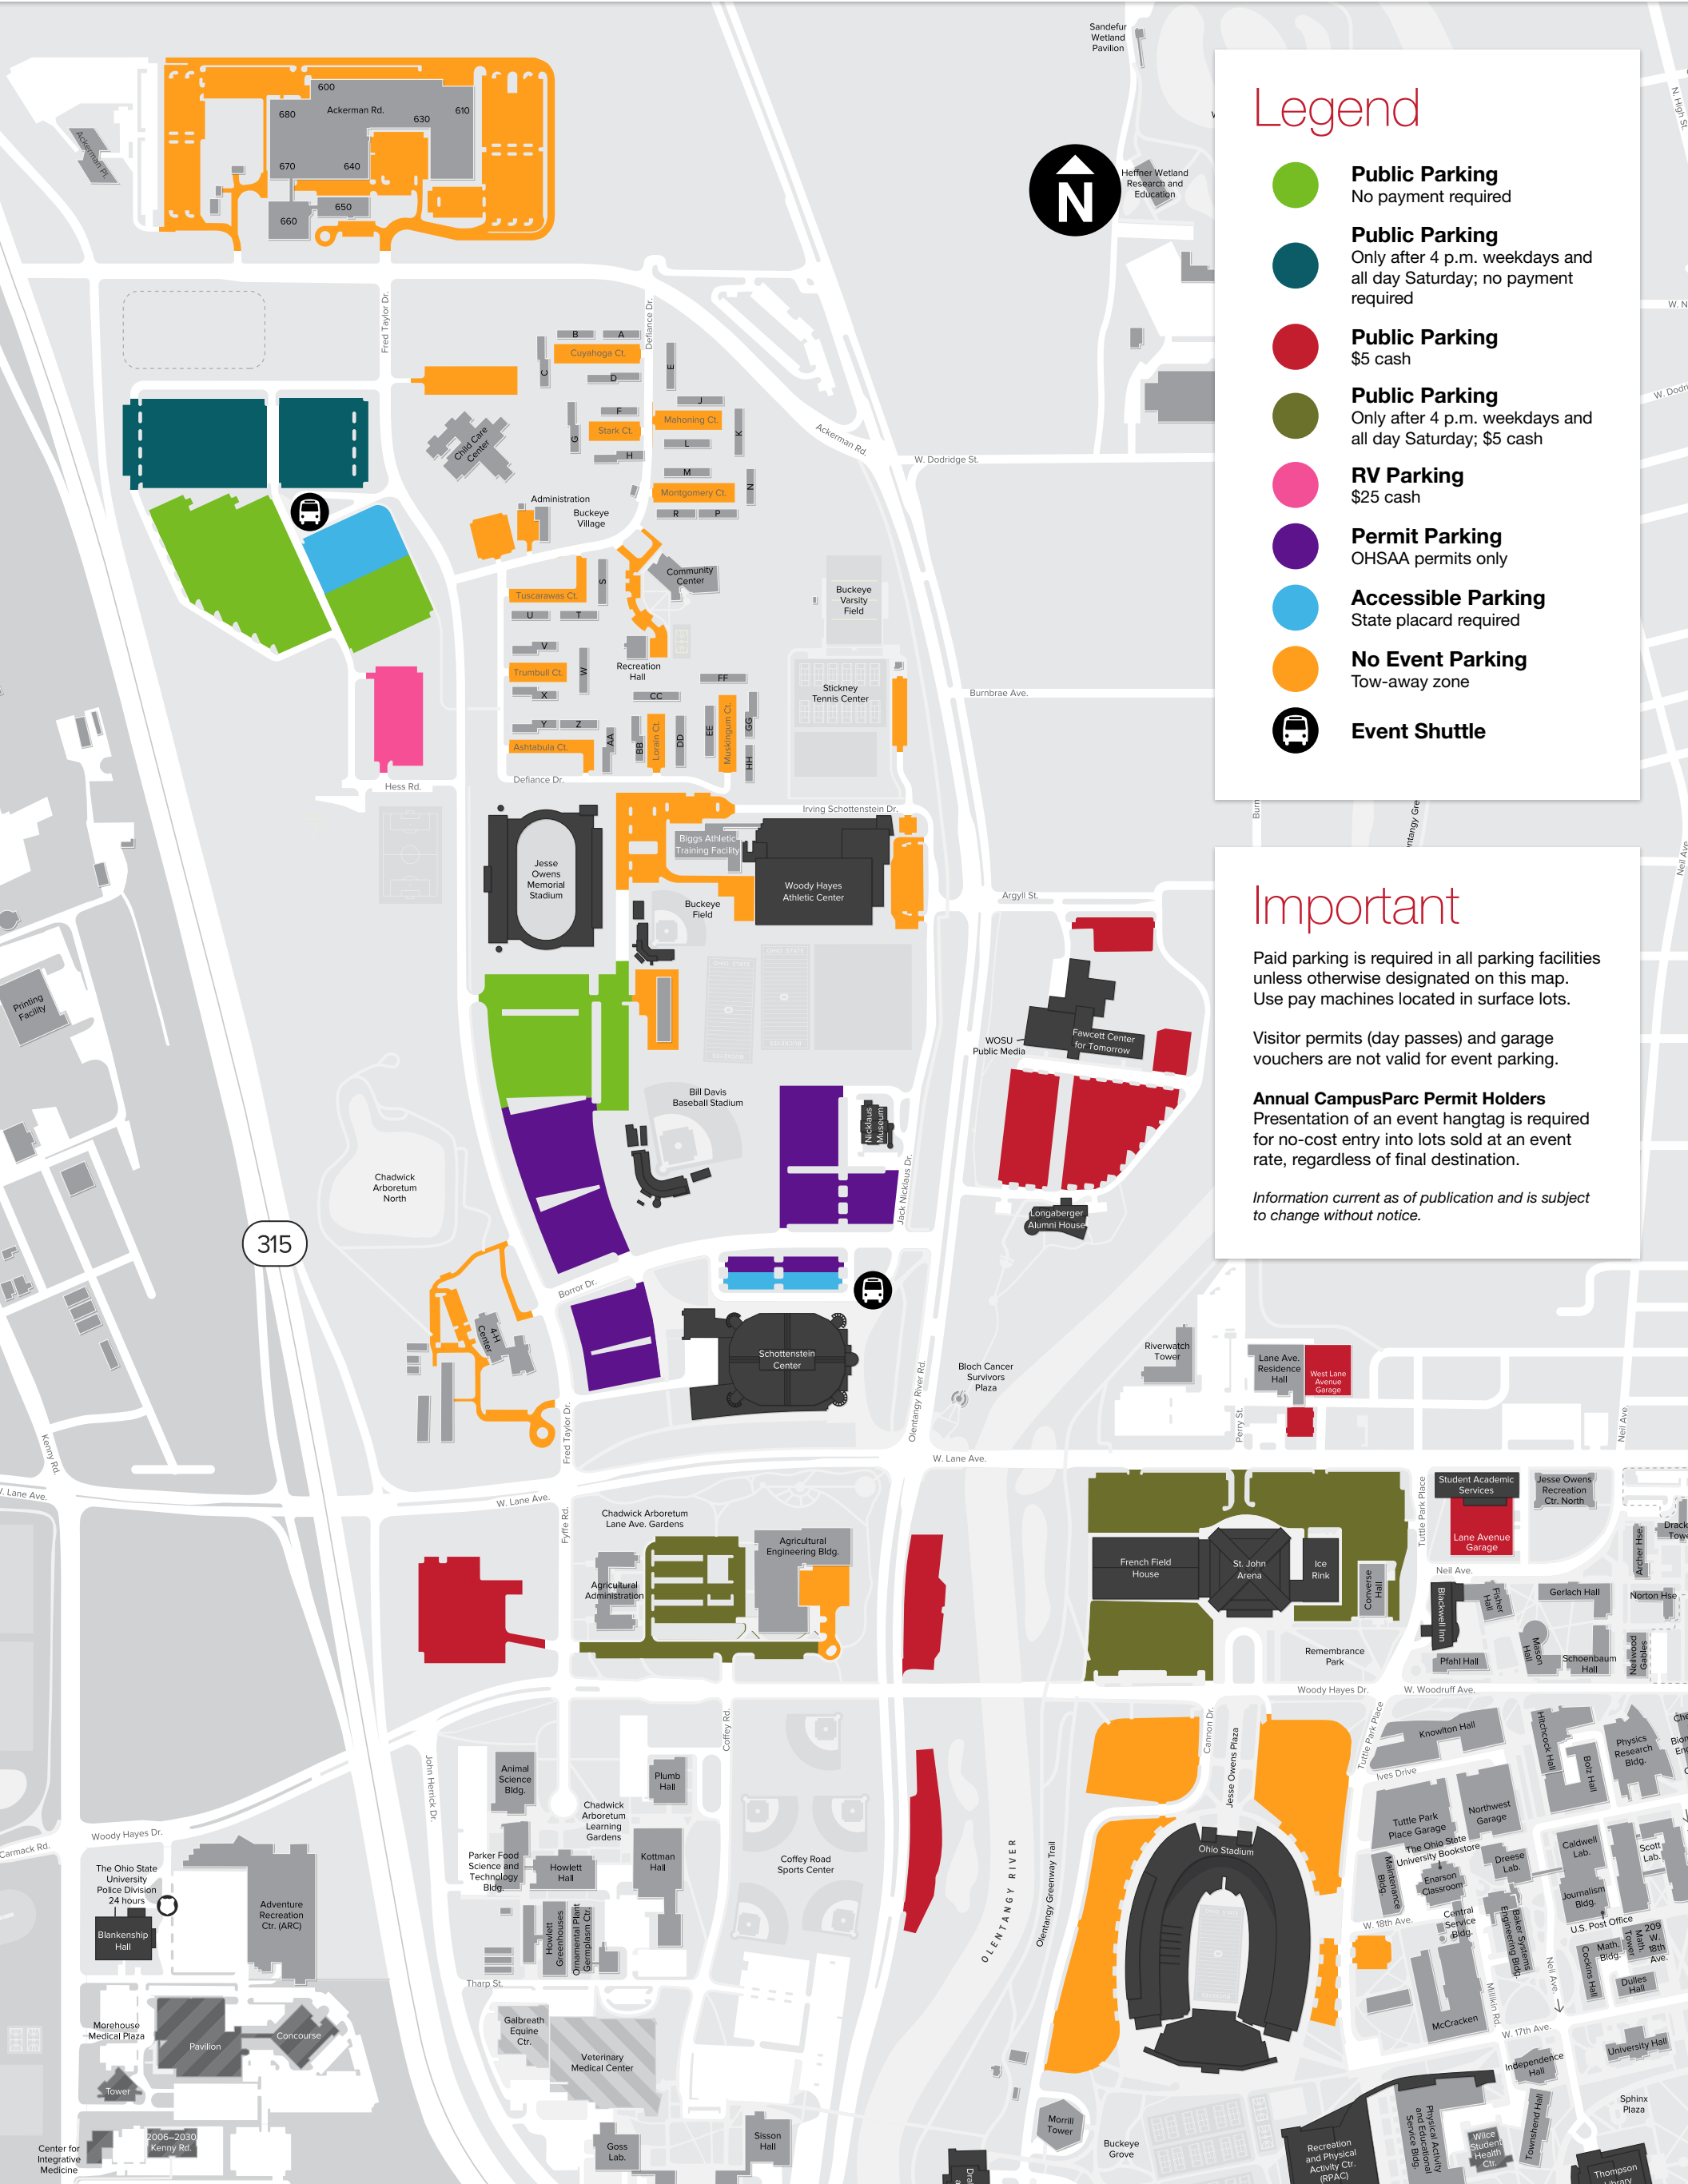 Sandefur
Wetland
Pavilion
N. High St.
Legend
Public Parking
No payment required
Public Parking
Only after 4 p.m. weekdays and
all day Saturday; no payment
required
Public Parking
$5 cash
Public Parking
Only after 4 p.m. weekdays and
all day Saturday; $5 cash
RV Parking
$25 cash
Permit Parking
OHSAA permits only
Accessible Parking
State placard required
No Event Parking
Tow-away zone
Event Shuttle
Important
Paid parking is required in all parking facilities
unless otherwise designated on this map.
Use pay machines located in surface lots.
Visitor permits (day passes) and garage
vouchers are not valid for event parking.
Annual CampusParc Permit Holders
Presentation of an event hangtag is required
for no-cost entry into lots sold at an event
rate, regardless of final destination.
Information current as of publication and is subject
to change without notice.
N
Heffner Wetland
Research and
Education
600
Ackerman Rd.
610
680
630
670
640
650
660
Ackerman Pl.
Fred Taylor Dr.
Defiance Dr.
B
A
Cuyahoga Ct.
C
D
E
J
F
Mahoning Ct.
Stark Ct.
G
K
L
H
M
Montgomery Ct.
N
R
P
Child Care
Center
Ackerman Rd.
W. Dodridge St.
Administration
Buckeye
Village
Community
Center
S
Tuscarawas Ct.
U
T
V
Trumbull Ct.
W
X
Y
Z
Ashtabula Ct.
AA
BB
Lorain Ct.
CC
DD
EE
FF
Muskingum Ct.
GG
HH
Recreation
Hall
Buckeye
Varsity
Field
Stickney
Tennis Center
Burnbrae Ave.
Defiance Dr.
Hess Rd.
Irving Schottenstein Dr.
Biggs Athletic
Training Facility
Woody Hayes
Athletic Center
Jesse
Owens
Memorial
Stadium
Buckeye
Field
Argyll St.
Printing
Facility
WOSU
Public Media
Fawcett Center
for Tomorrow
Bill Davis
Baseball Stadium
Nicklaus
Museum
Jack Nicklaus Dr.
Chadwick
Arboretum
North
Longaberger
Alumni House
315
Borror Dr.
4-H
Center
Schottenstein
Center
Fred Taylor Dr.
Olentangy River Rd.
Bloch Cancer
Survivors
Plaza
Riverwatch
Tower
Lane Ave.
Residence
Hall
West Lane
Avenue
Garage
Perry St.
Neil Ave.
Kenny Rd.
W. Lane Ave.
W. Lane Ave.
Fyffe Rd.
Chadwick Arboretum
Lane Ave. Gardens
Agricultural
Engineering Bldg.
Agricultural
Administration
French Field
House
St. John
Arena
Ice
Rink
Converse
Hall
Tuttle Park Place
Student Academic
Services
Jesse Owens
Recreation
Ctr. North
Lane Avenue
Garage
Neil Ave.
Archer Hse.
Blackwell Inn
Fisher
Hall
Gerlach Hall
Norton Hse
Mason
Hall
Pfahl Hall
Schoenbaum
Hall
Neilwood
Gables
Remembrance
Park
Woody Hayes Dr.
W. Woodruff Ave.
Coffey Rd.
Cannon Dr.
Jesse Owens Plaza
Tuttle Park Place
Knowlton Hall
Hitchcock Hall
Bolz Hall
Physics
Research
Bldg.
Ives Drive
John Herrick Dr.
Animal
Science
Bldg.
Plumb
Hall
Chadwick
Arboretum
Learning
Gardens
Tuttle Park
Place Garage
Northwest
Garage
Woody Hayes Dr.
Carmack Rd.
Parker Food
Science and
Technology
Bldg.
Howlett
Hall
Kottman
Hall
Coffey Road
Sports Center
OLENTANGY RIVER
Olentangy Greenway Trail
Ohio Stadium
The Ohio State
University Bookstore
Maintenance
Bldg.
Enarson
Classroom
Dreese
Lab.
Caldwell
Lab.
Scott
Lab.
The Ohio State
University
Police Division
24 hours
Blankenship
Hall
Adventure
Recreation
Ctr. (ARC)
Howlett
Greenhouses
Ornamental Plant
Germplasm Ctr.
Journalism
Bldg.
U.S. Post Office
W. 18th Ave.
Central
Service
Bldg.
Baker Systems
Engineering Bldg.
Cockins Hall
Math.
Bldg.
Math.
Tower
209
W.
18th
Ave.
Dulles
Hall
Tharp St.
Morehouse
Medical Plaza
Pavilion
Concourse
Tower
Galbreath
Equine
Ctr.
Veterinary
Medical Center
McCracken
Millikin Rd.
Neil Ave.
W. 17th Ave.
University Hall
Independence
Hall
Center for
Integrative
Medicine
2006–2030
Kenny Rd.
Goss
Lab.
Sisson
Hall
Morrill
Tower
Buckeye
Grove
Recreation
and Physical
Activity Ctr.
(RPAC)
Physical Activity
and Educational
Service Bldg.
Wilce
Student
Health
Ctr.
Townshend Hall
Sphinx
Plaza
Thompson
Library